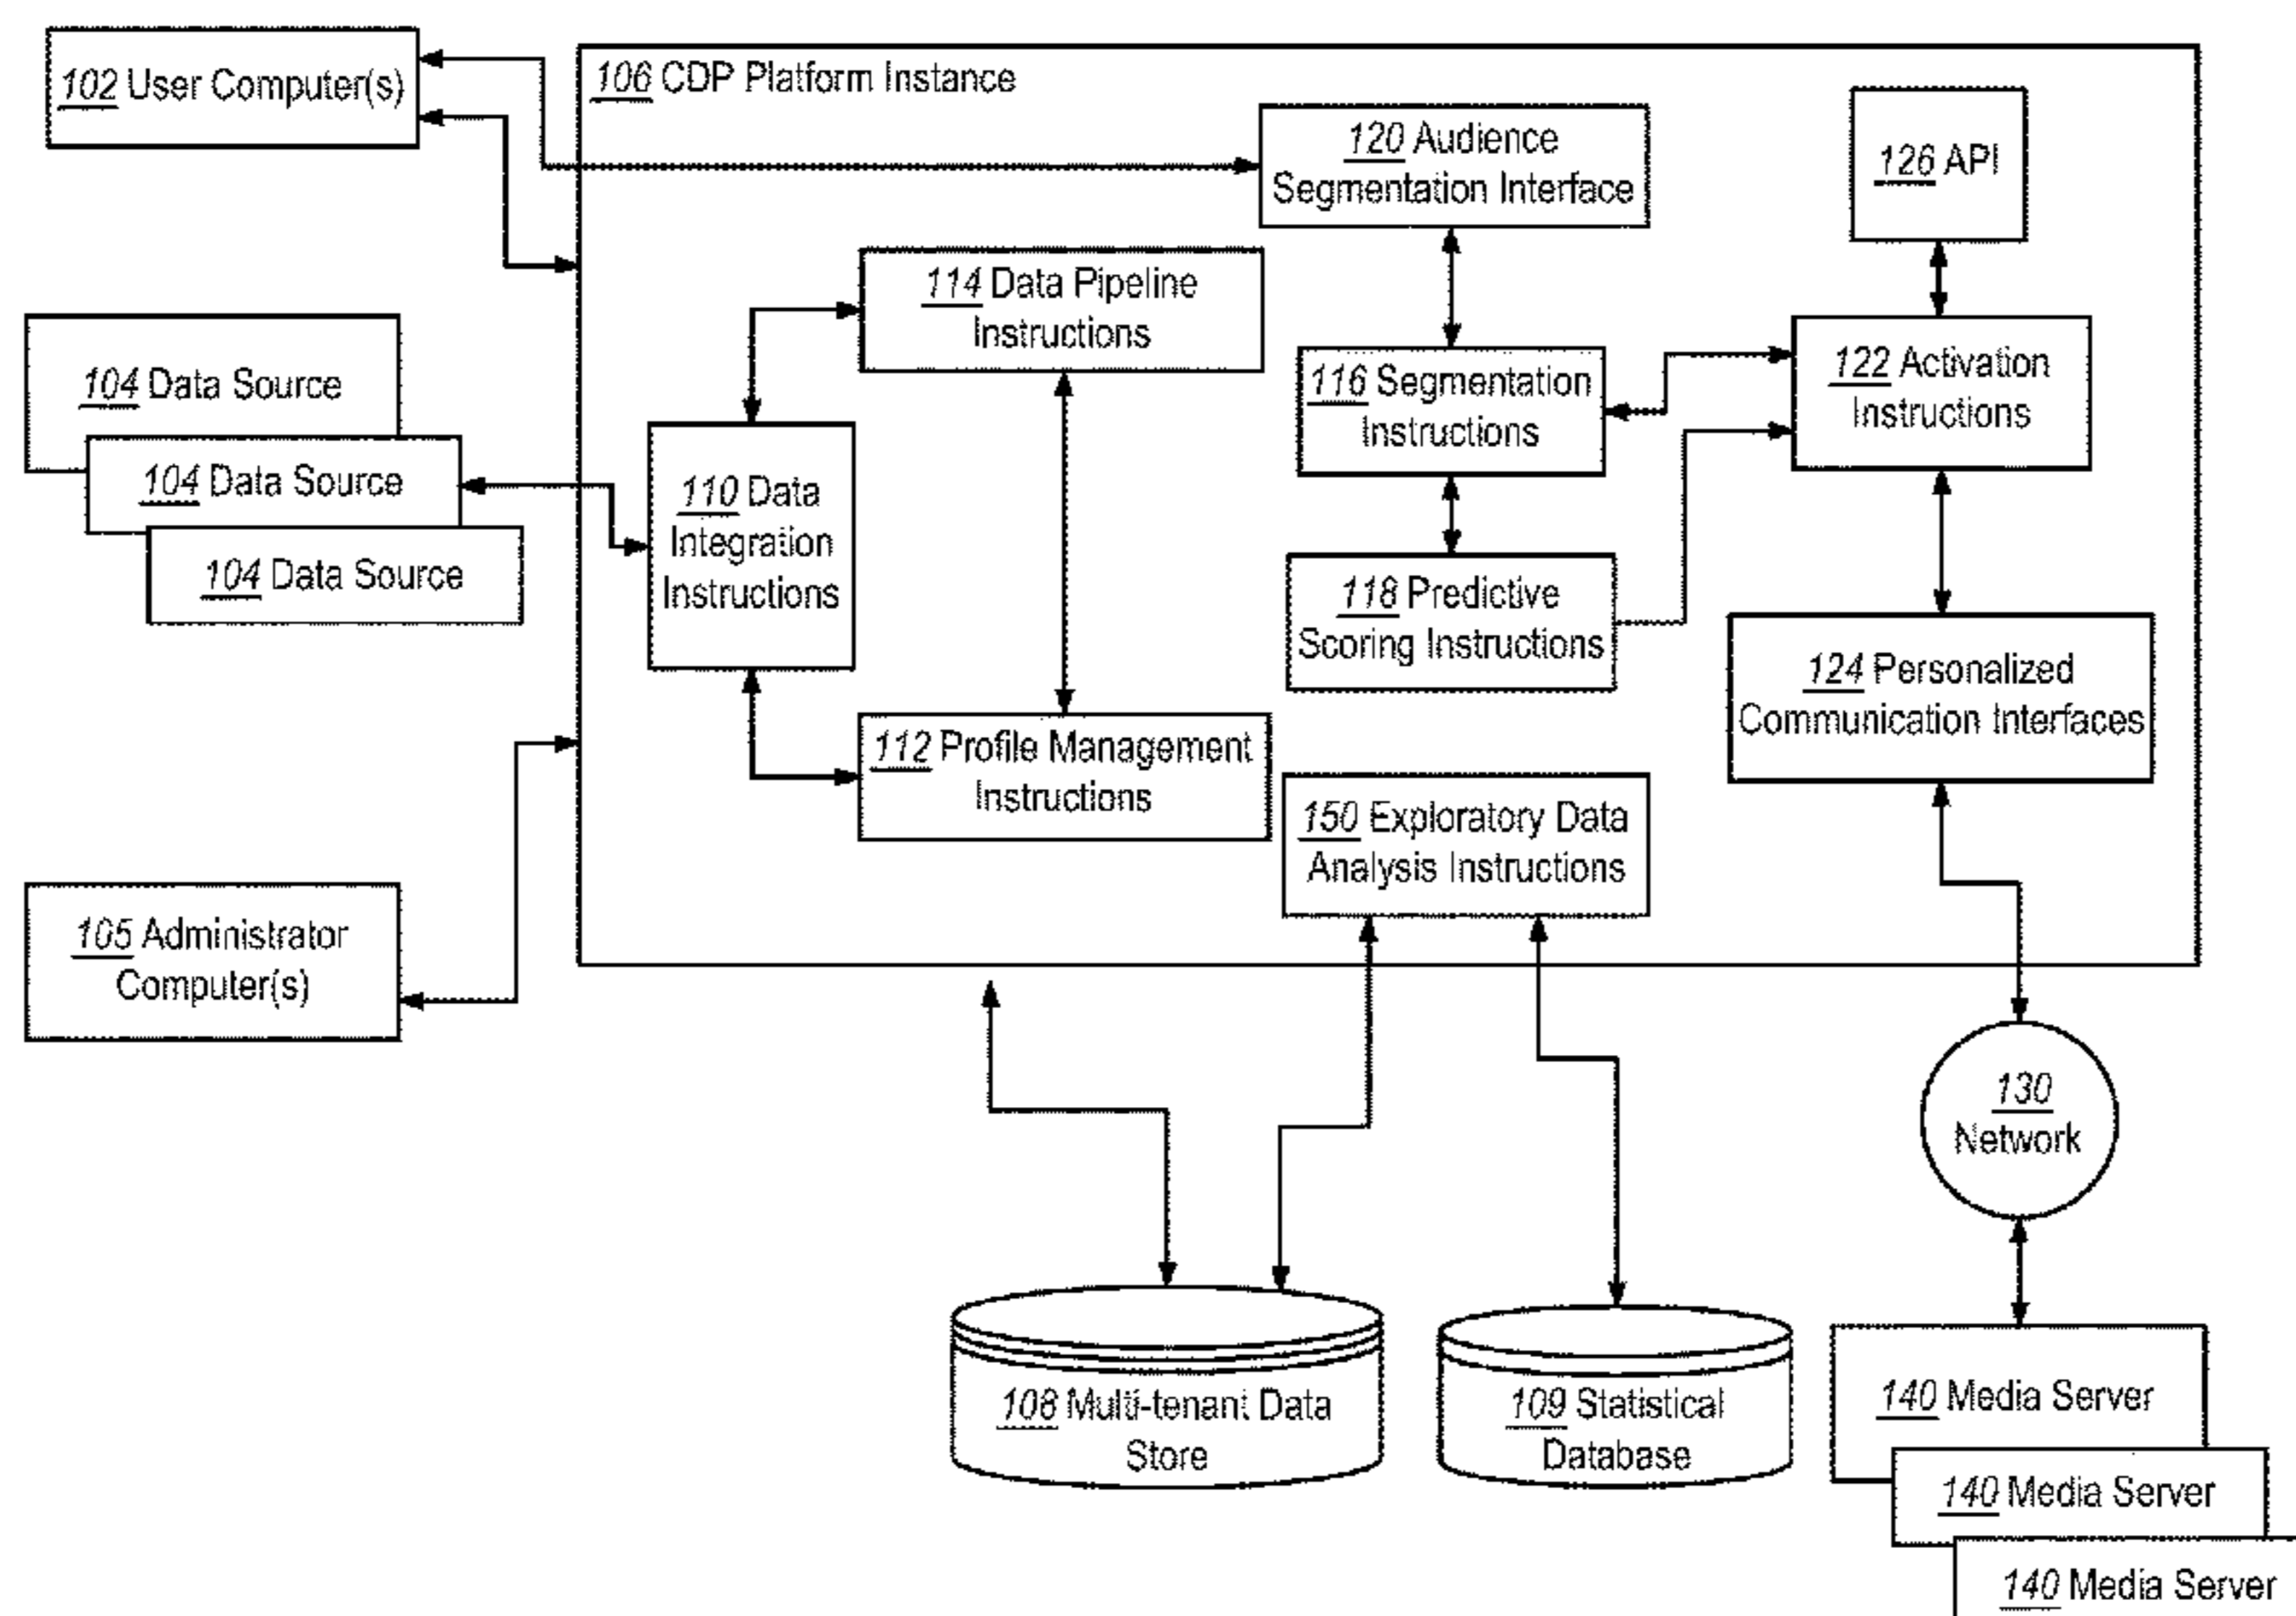 102 User Computer(s)
106 CDP Platform Instance
120 Audience
Segmentation Interface
126 API
114 Data Pipeline
Instructions
104 Data Source
104 Data Source
104 Data Source
110 Data
Integration
Instructions
116 Segmentation
Instructions
122 Activation
Instructions
118 Predictive
Scoring Instructions
124 Personalized
Communication Interfaces
112 Profile Management
Instructions
150 Exploratory Data
Analysis Instructions
105 Administrator
Computer(s)
130
Network
108 Multi-tenant Data
Store
109 Statistical
Database
140 Media Server
140 Media Server
140 Media Server